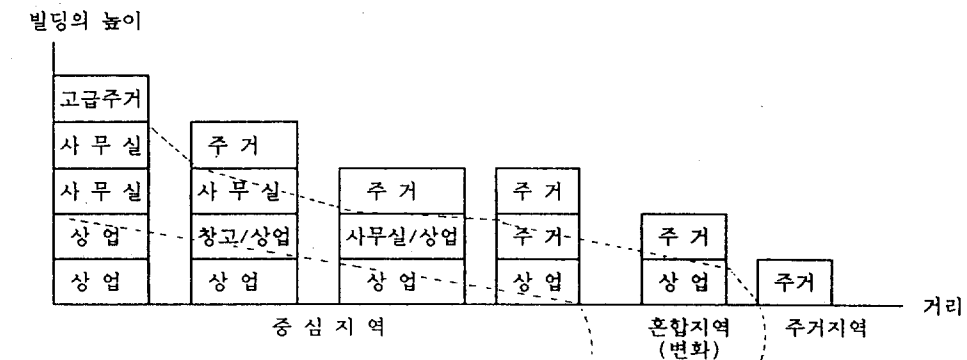 빌딩의 높이
고급주거
사 무 실 주 거
사 무 실 사 무 실 주 거 주 거
상 업 창고/상업 사무실/상업 주 거 주 거
상 업 상 업 상 업 상 업 상 업 주거
거리
중 심 지 역 혼합지역 주거지역
(변화)